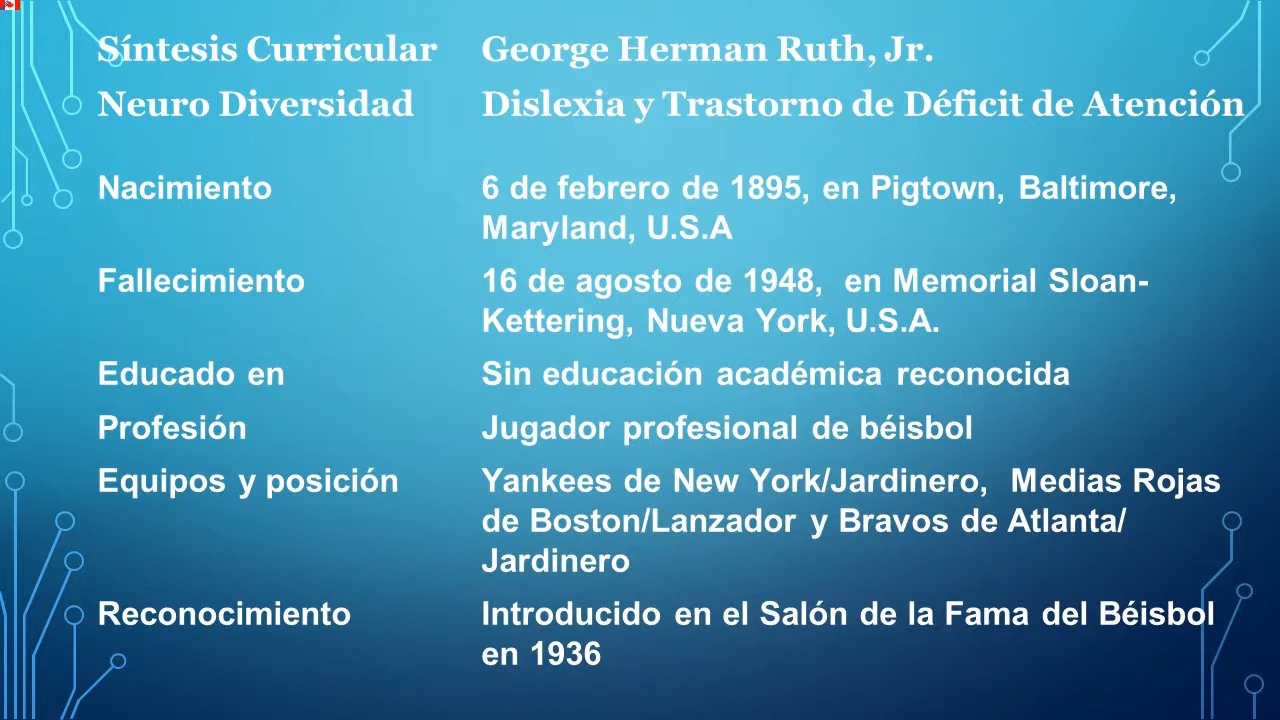 Síntesis Curricular George Herman Ruth, Jr.
Neuro Diversidad Dislexia y Trastorno de Déficit de Atención
Nacimiento 6 de febrero de 1895, en Pigtown, Baltimore,
Maryland, U.S.A
Fallecimiento 16 de agosto de 1948, en Memorial Sloan-
Kettering, Nueva York, U.S.A.
Educado en Sin educación académica reconocida
Profesión Jugador profesional de béisbol
Equipos y posición Yankees de New York/Jardinero, Medias Rojas
de Boston/Lanzador y Bravos de Atlanta/
Jardinero
Reconocimiento Introducido en el Salón de la Fama del Béisbol
en 1936